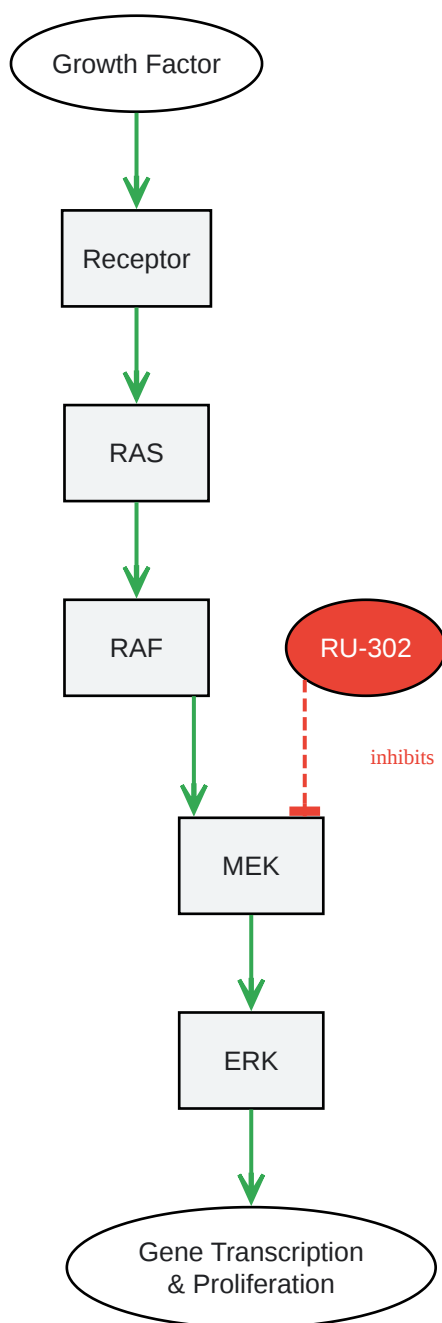 Growth Factor
Receptor
RAS
RAF
RU-302
inhibits
MEK
ERK
Gene Transcription
& Proliferation